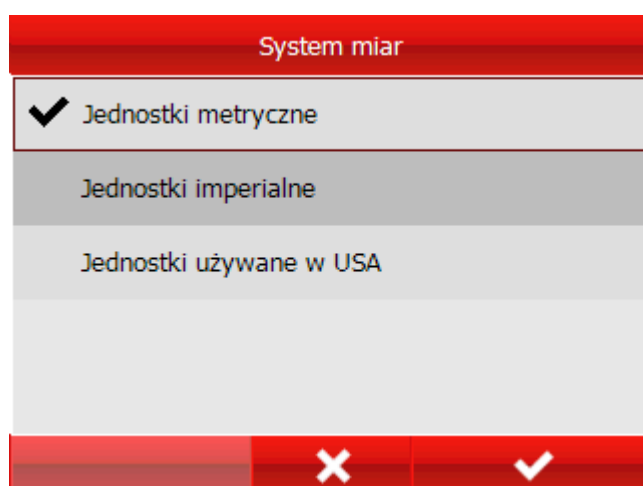 System miar
Jednostki metryczne
Jednostki imperialne
Jednostki używane w USA